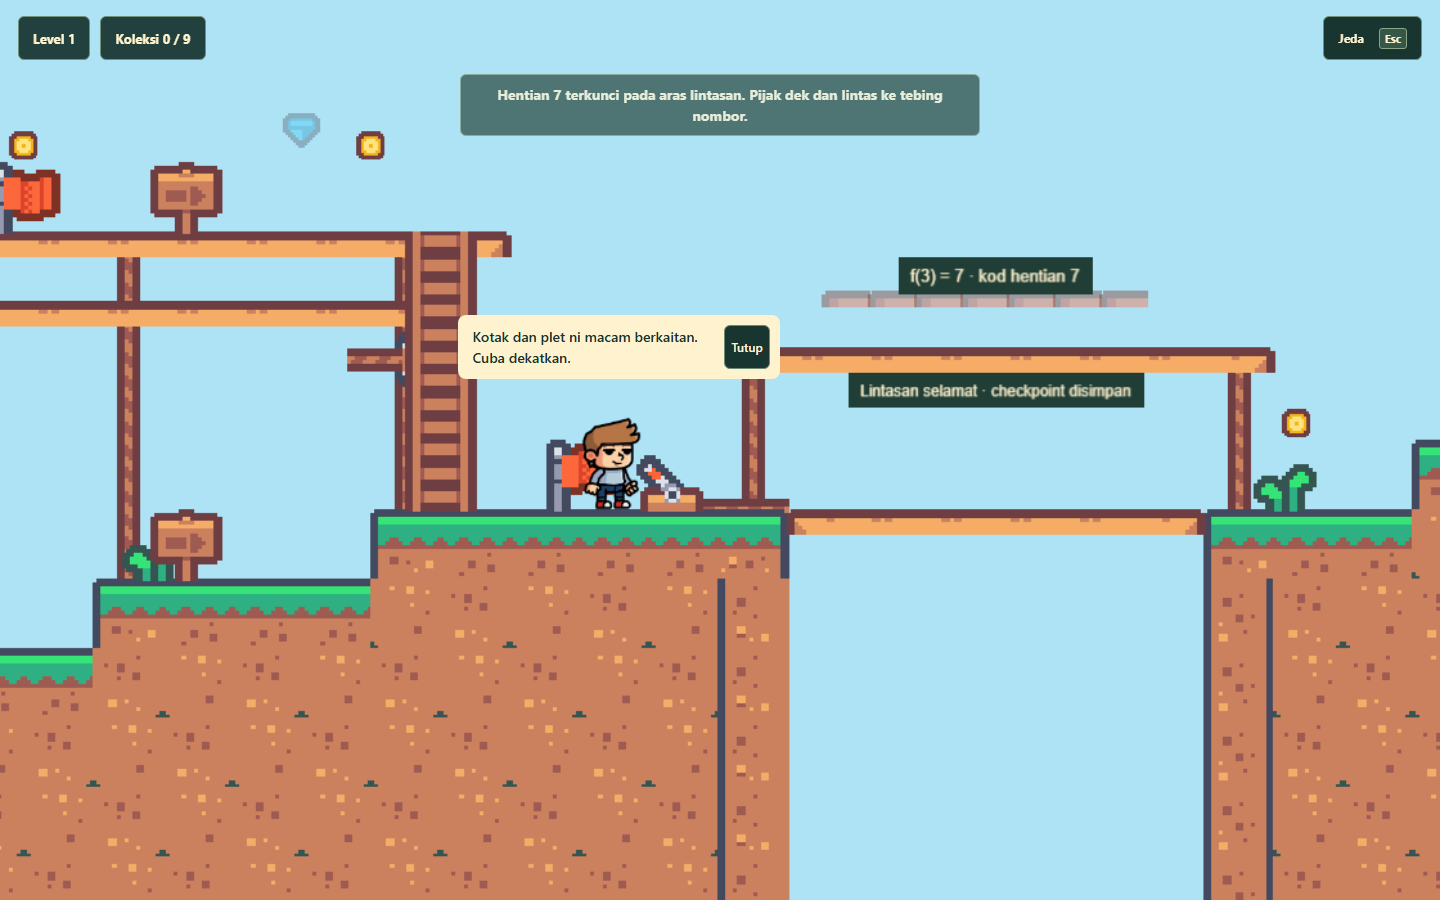 Level 1
Koleksi 0 / 9
Jeda Esc
Hentian 7 terkunci pada aras lintasan. Pijak dek dan lintas ke tebing
nombor.
f(3) = 7 · kod hentian 7
Kotak dan plet ni macam berkaitan.
Cuba dekatkan.
Tutup
Lintasan selamat · checkpoint disimpan